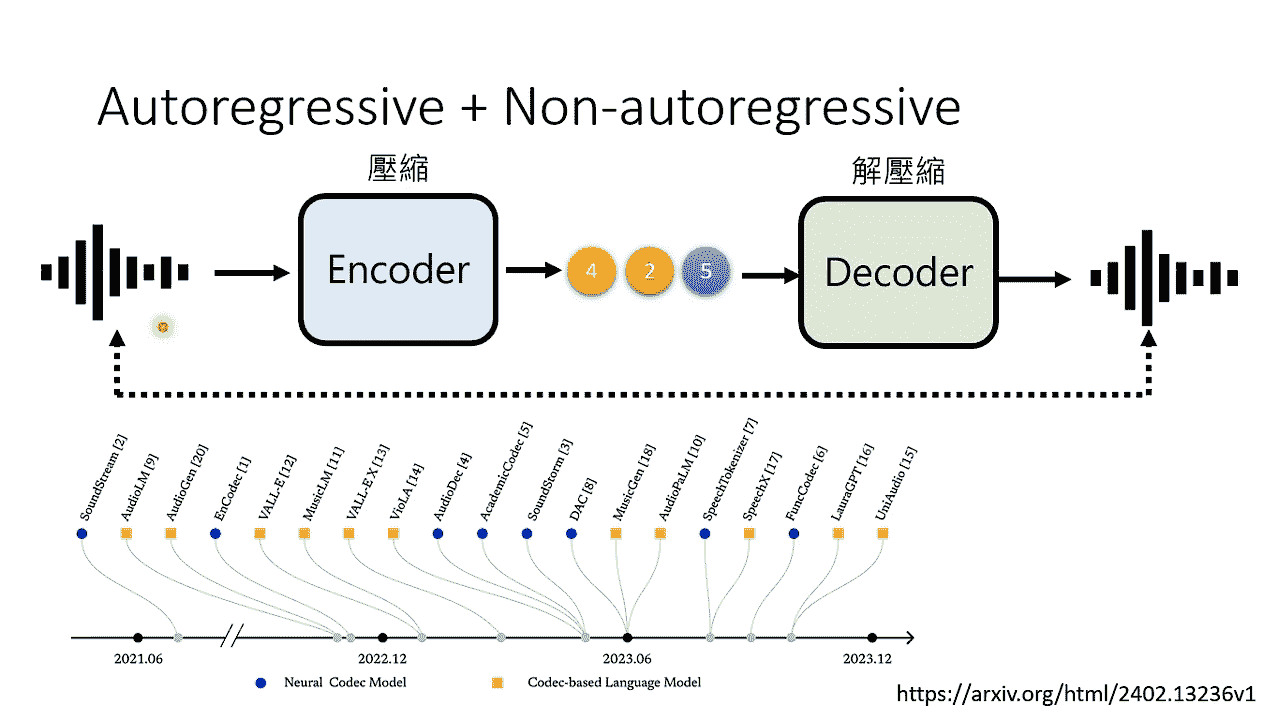 Autoregressive + Non-autoregressive
壓縮
解壓縮
Encoder
4 2 5
Decoder
SoundStream [2]
AudioLM [9]
AudioGen [20]
EnCodec [1]
VALL-E [12]
MusicLM [11]
VALL-E X [13]
VioLA [14]
AudioDec [4]
AcademicCodec [5]
SoundStorm [3]
DAC [8]
MusicGen [18]
AudioPaLM [10]
SpeechTokenizer [7]
SpeechX [17]
FuncCodec [6]
LauraGPT [16]
UniAudio [15]
2021.06
2022.12
2023.06
2023.12
Neural Codec Model
Codec-based Language Model
https://arxiv.org/html/2402.13236v1